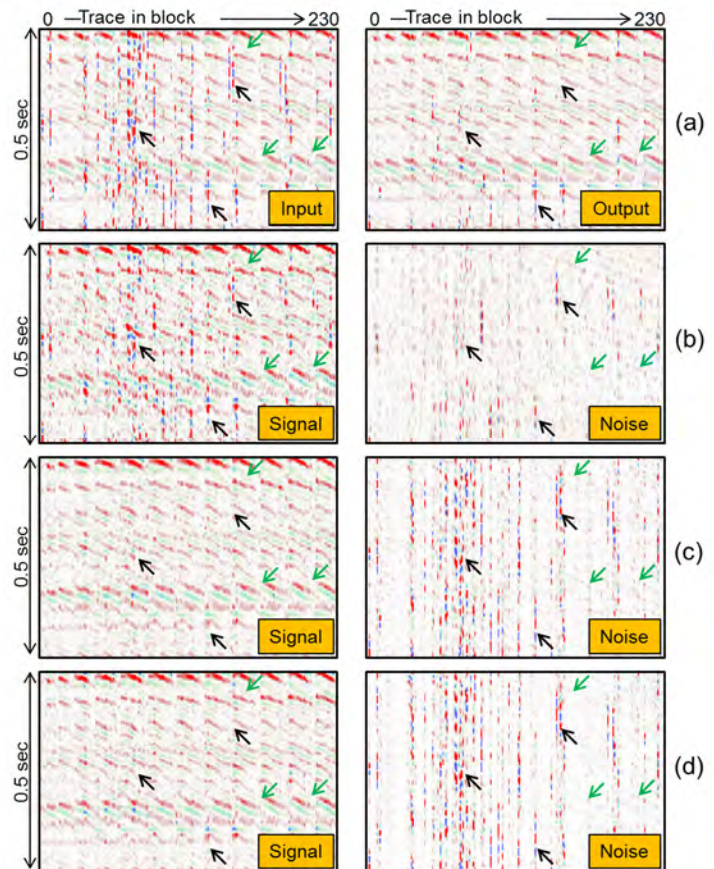 0 —Trace in block ———> 230
0 —Trace in block ———> 230
0.5 sec
Input
Output
(a)
0.5 sec
Signal
Noise
(b)
0.5 sec
Signal
Noise
(c)
0.5 sec
Signal
Noise
(d)